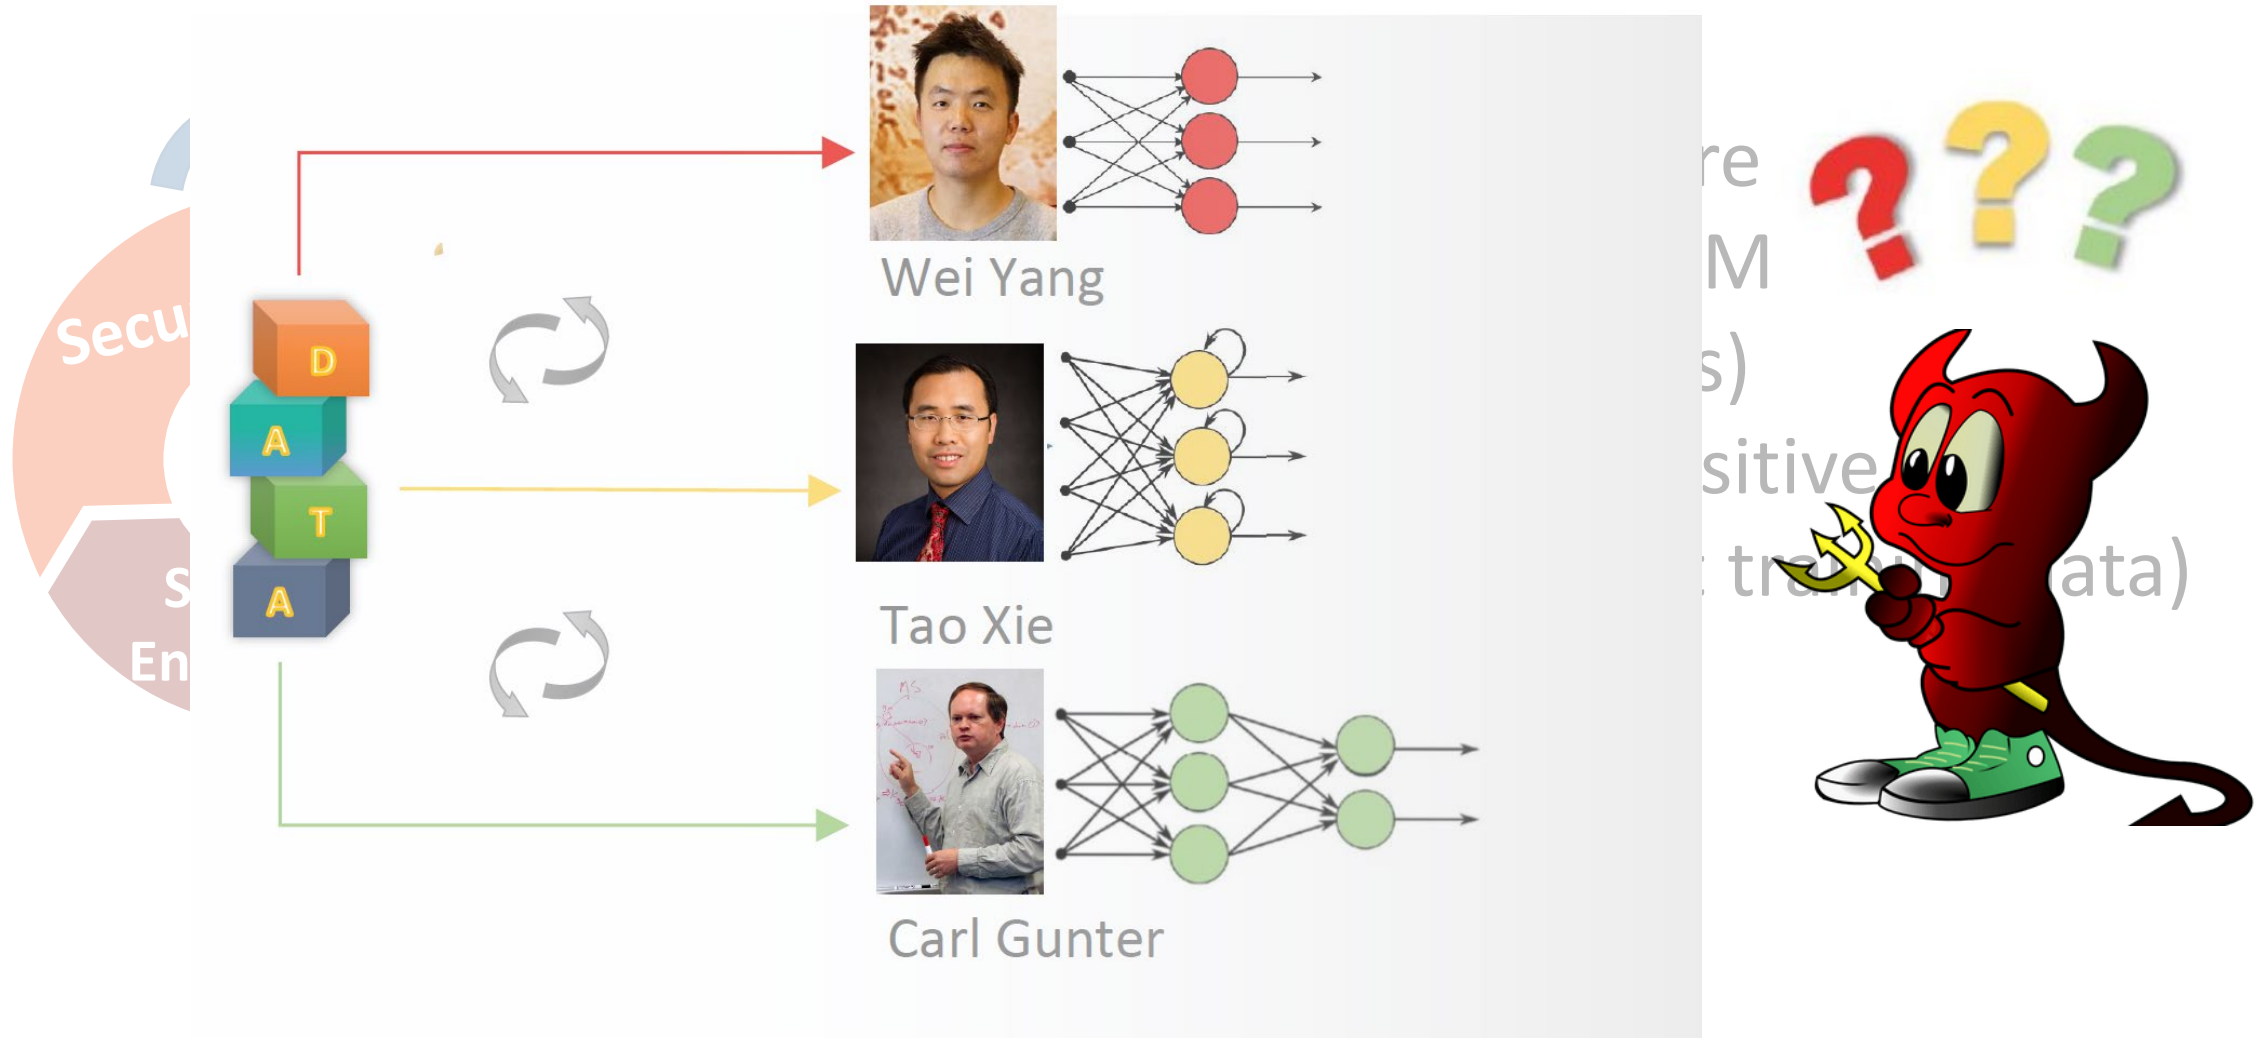 Wei Yang
Secu
D
A
T
A
Tao Xie
S
En
Carl Gunter
???
re
M
s)
sitive
ata)